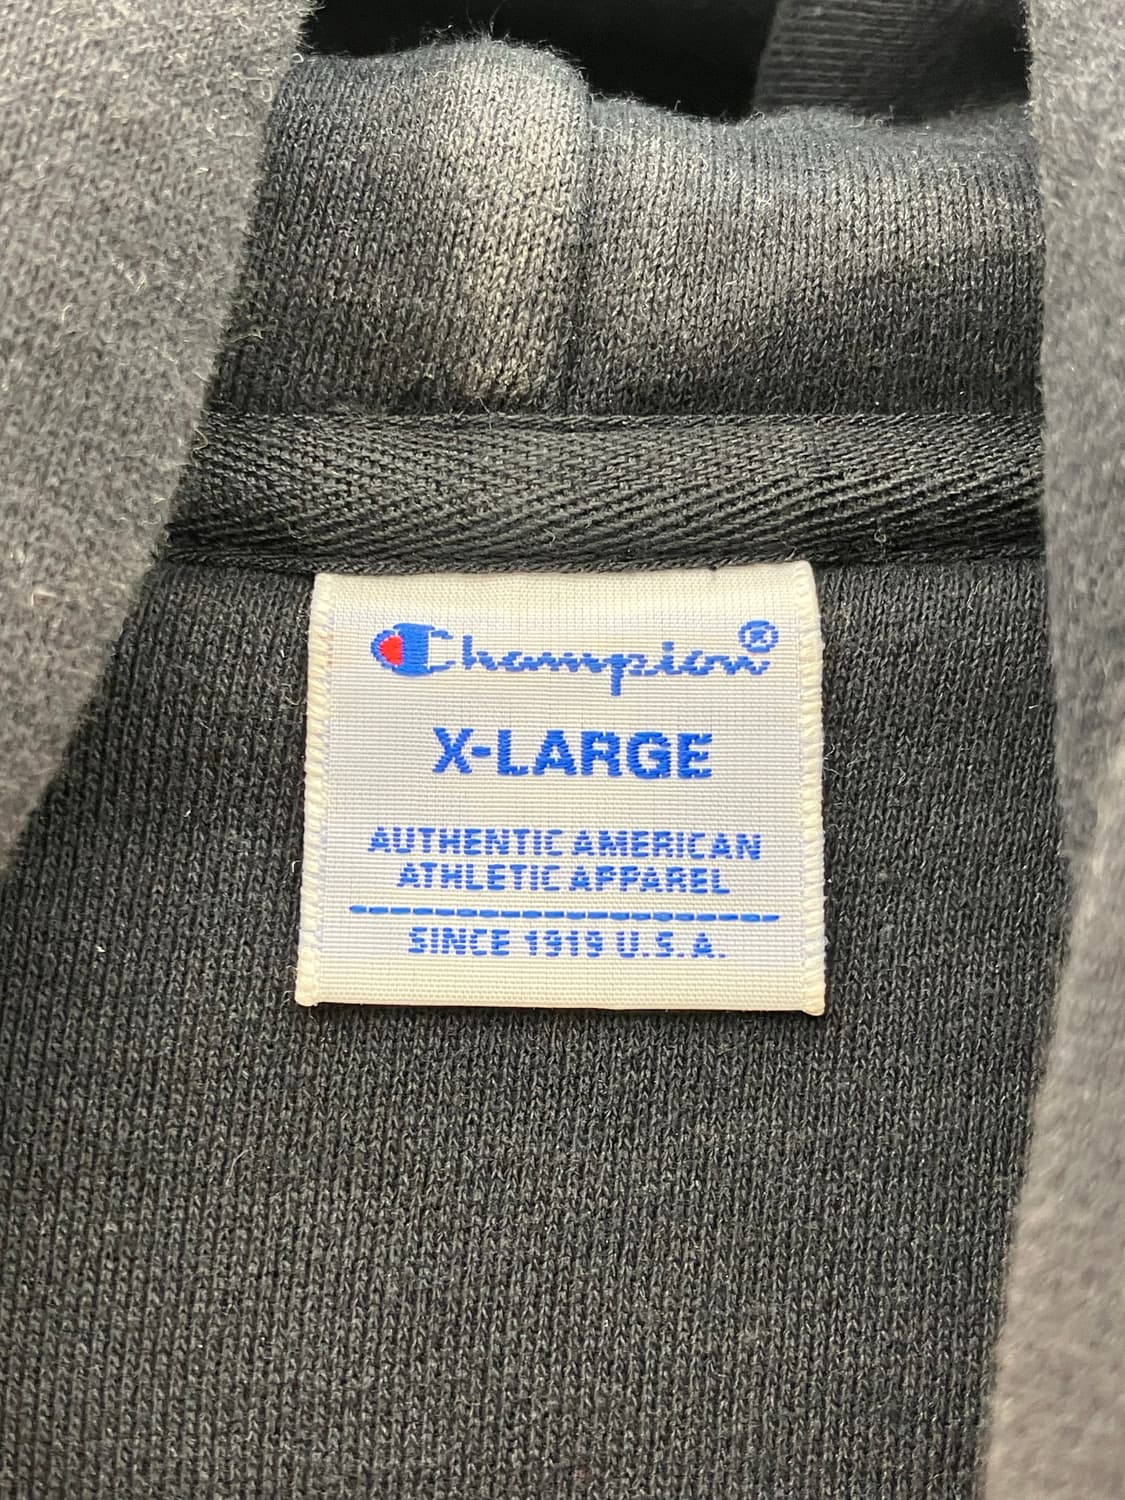 Champion®
X-LARGE
AUTHENTIC AMERICAN
ATHLETIC APPAREL
SINCE 1919 U.S.A.